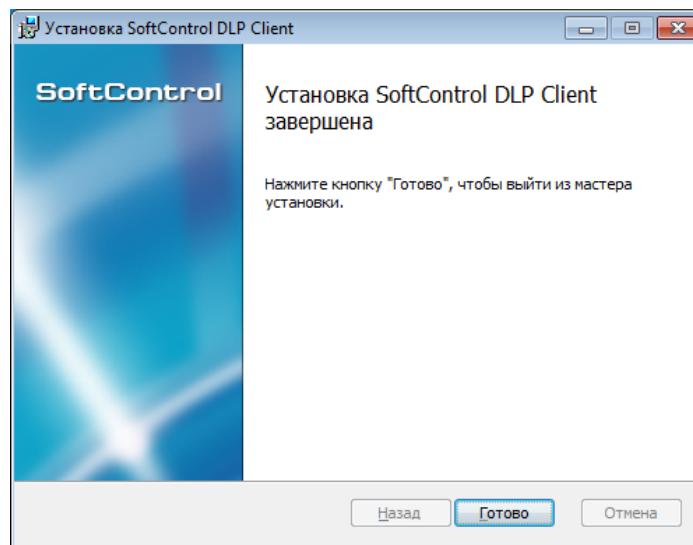 Установка SoftControl DLP Client
SoftControl
Установка SoftControl DLP Client
завершена
Нажмите кнопку "Готово", чтобы выйти из мастера
установки.
Назад Готово Отмена